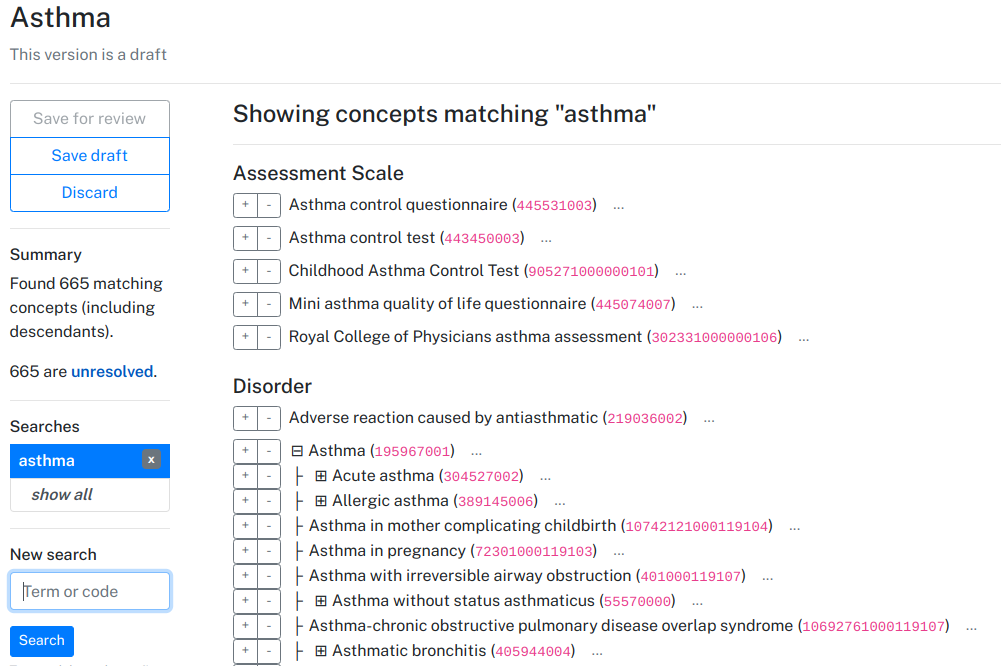 Asthma
This version is a draft
Save for review
Save draft
Discard
Summary
Found 665 matching
concepts (including
descendants).
665 are unresolved.
Searches
asthma x
show all
New search
Term or code
Search
Showing concepts matching "asthma"
Assessment Scale
+ - Asthma control questionnaire (445531003) ...
+ - Asthma control test (443450003) ...
+ - Childhood Asthma Control Test (905271000000101) ...
+ - Mini asthma quality of life questionnaire (445074007) ...
+ - Royal College of Physicians asthma assessment (302331000000106) ...
Disorder
+ - Adverse reaction caused by antiasthmatic (219036002) ...
+ - ⊟ Asthma (195967001) ...
+ - ├ ⊞ Acute asthma (304527002) ...
+ - ├ ⊞ Allergic asthma (389145006) ...
+ - ├ Asthma in mother complicating childbirth (10742121000119104) ...
+ - ├ Asthma in pregnancy (72301000119103) ...
+ - ├ Asthma with irreversible airway obstruction (401000119107) ...
+ - ├ ⊞ Asthma without status asthmaticus (55570000) ...
+ - ├ Asthma-chronic obstructive pulmonary disease overlap syndrome (10692761000119107) ...
+ - ├ ⊞ Asthmatic bronchitis (405944004) ...